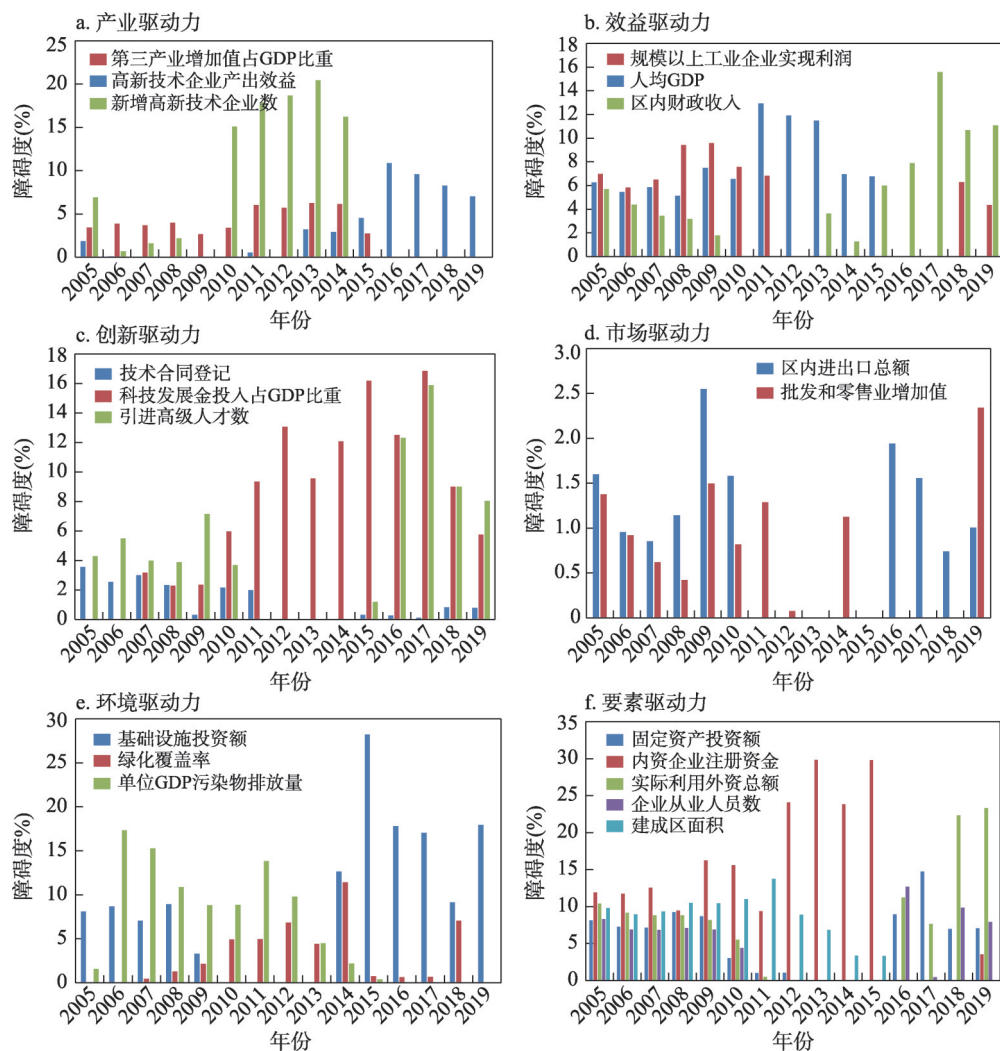 a. 产业驱动力
25
20
15
10
5
0
障碍度(%)
第三产业增加值占GDP比重
高新技术企业产出效益
新增高新技术企业数
2005 2006 2007 2008 2009 2010 2011 2012 2013 2014 2015 2016 2017 2018 2019
年份
b. 效益驱动力
18
16
14
12
10
8
6
4
2
0
障碍度(%)
规模以上工业企业实现利润
人均GDP
区内财政收入
2005 2006 2007 2008 2009 2010 2011 2012 2013 2014 2015 2016 2017 2018 2019
年份
c. 创新驱动力
18
16
14
12
10
8
6
4
2
0
障碍度(%)
技术合同登记
科技发展金投入占GDP比重
引进高级人才数
2005 2006 2007 2008 2009 2010 2011 2012 2013 2014 2015 2016 2017 2018 2019
年份
d. 市场驱动力
3.0
2.5
2.0
1.5
1.0
0.5
0
障碍度(%)
区内进出口总额
批发和零售业增加值
2005 2006 2007 2008 2009 2010 2011 2012 2013 2014 2015 2016 2017 2018 2019
年份
e. 环境驱动力
30
25
20
15
10
5
0
障碍度(%)
基础设施投资额
绿化覆盖率
单位GDP污染物排放量
2005 2006 2007 2008 2009 2010 2011 2012 2013 2014 2015 2016 2017 2018 2019
年份
f. 要素驱动力
35
30
25
20
15
10
5
0
障碍度(%)
固定资产投资额
内资企业注册资金
实际利用外资总额
企业从业人员数
建成区面积
2005 2006 2007 2008 2009 2010 2011 2012 2013 2014 2015 2016 2017 2018 2019
年份